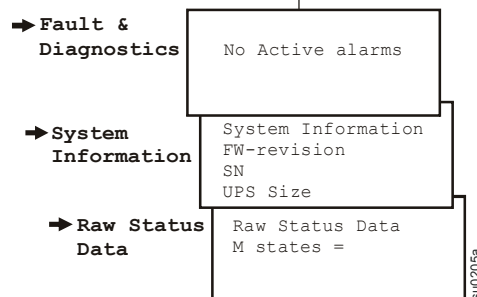 Fault &
Diagnostics
No Active alarms
System
Information
System Information
FW-revision
SN
UPS Size
Raw Status
Data
Raw Status Data
M states =
su0205a